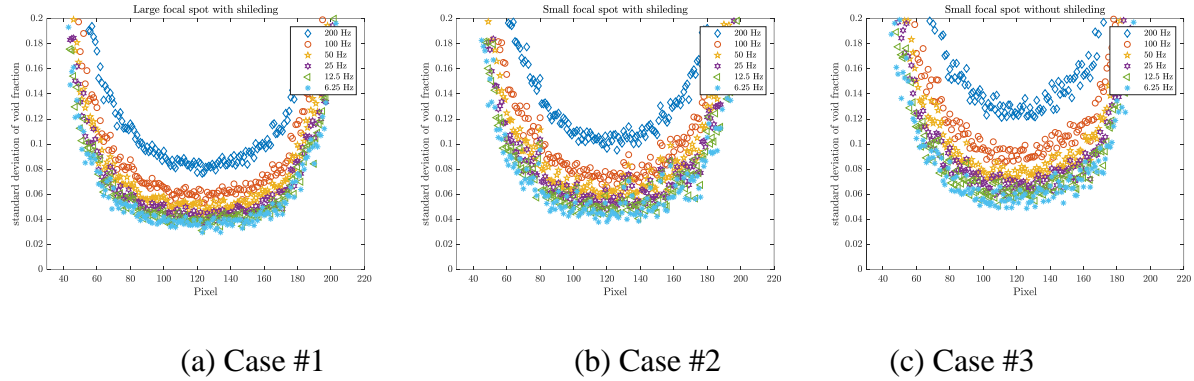 Large focal spot with shileding
standard deviation of void fraction
0.2
0.18
0.16
0.14
0.12
0.1
0.08
0.06
0.04
0.02
0
200 Hz
100 Hz
50 Hz
25 Hz
12.5 Hz
6.25 Hz
40 60 80 100 120 140 160 180 200 220
Pixel
(a) Case #1
Small focal spot with shileding
standard deviation of void fraction
0.2
0.18
0.16
0.14
0.12
0.1
0.08
0.06
0.04
0.02
0
200 Hz
100 Hz
50 Hz
25 Hz
12.5 Hz
6.25 Hz
40 60 80 100 120 140 160 180 200 220
Pixel
(b) Case #2
Small focal spot without shileding
standard deviation of void fraction
0.2
0.18
0.16
0.14
0.12
0.1
0.08
0.06
0.04
0.02
0
200 Hz
100 Hz
50 Hz
25 Hz
12.5 Hz
6.25 Hz
40 60 80 100 120 140 160 180 200 220
Pixel
(c) Case #3